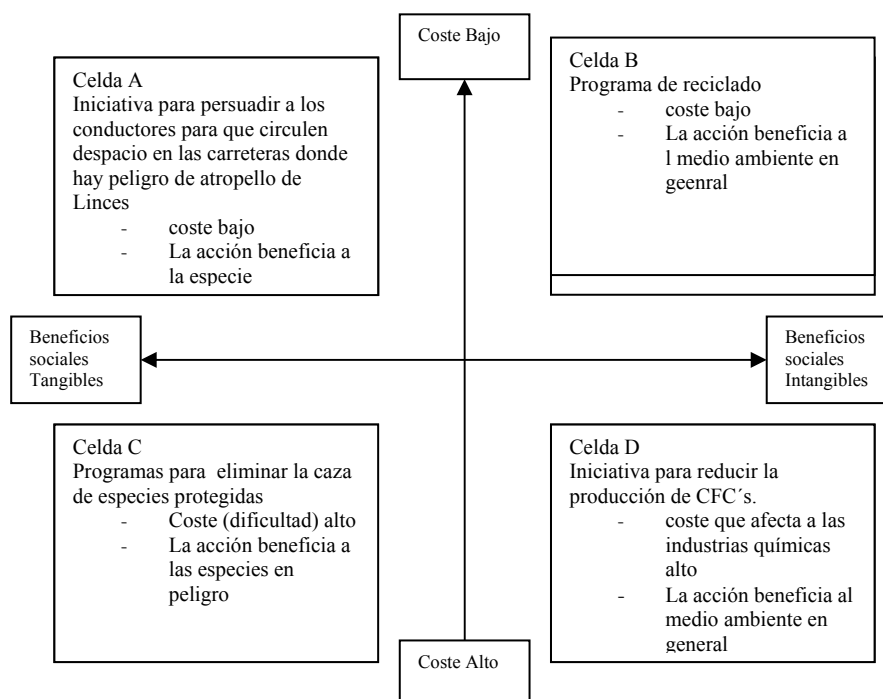 Coste Bajo
Celda A
Iniciativa para persuadir a los
conductores para que circulen
despacio en las carreteras donde
hay peligro de atropello de
Linces
- coste bajo
- La acción beneficia a
la especie
Celda B
Programa de reciclado
- coste bajo
- La acción beneficia a
l medio ambiente en
geenral
Beneficios
sociales
Tangibles
Beneficios
sociales
Intangibles
Celda C
Programas para eliminar la caza
de especies protegidas
- Coste (dificultad) alto
- La acción beneficia a
las especies en
peligro
Celda D
Iniciativa para reducir la
producción de CFC´s.
- coste que afecta a las
industrias químicas
alto
- La acción beneficia al
medio ambiente en
general
Coste Alto